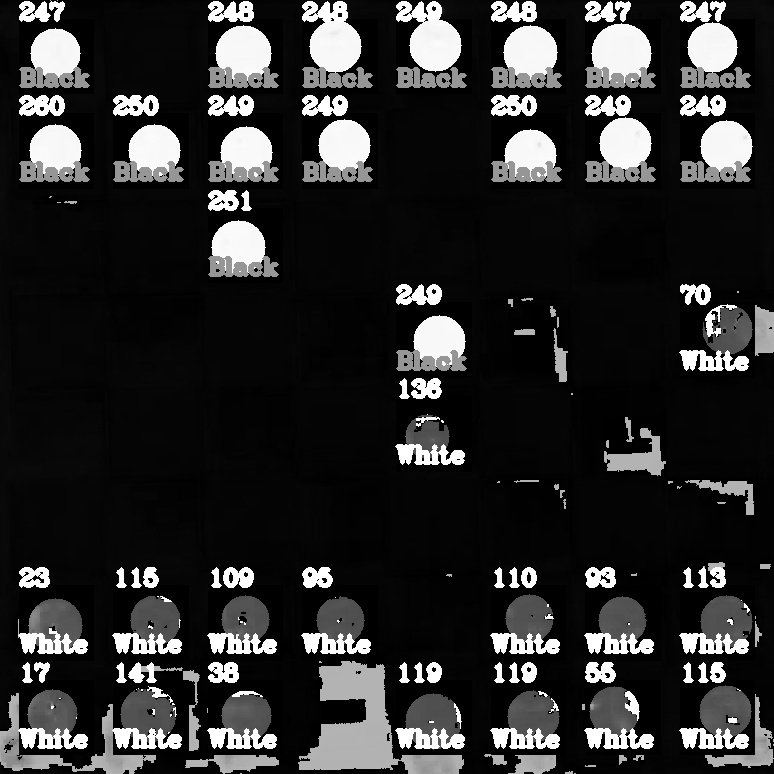 247 248 248 249 248 247 247
Black Black Black Black Black Black Black
260 250 249 249 250 249 249
Black Black Black Black Black Black Black
251
Black
249 70
Black White
136
White
23 115 109 95 110 93 113
White White White White White White White
17 141 38 119 119 55 115
White White White White White White White